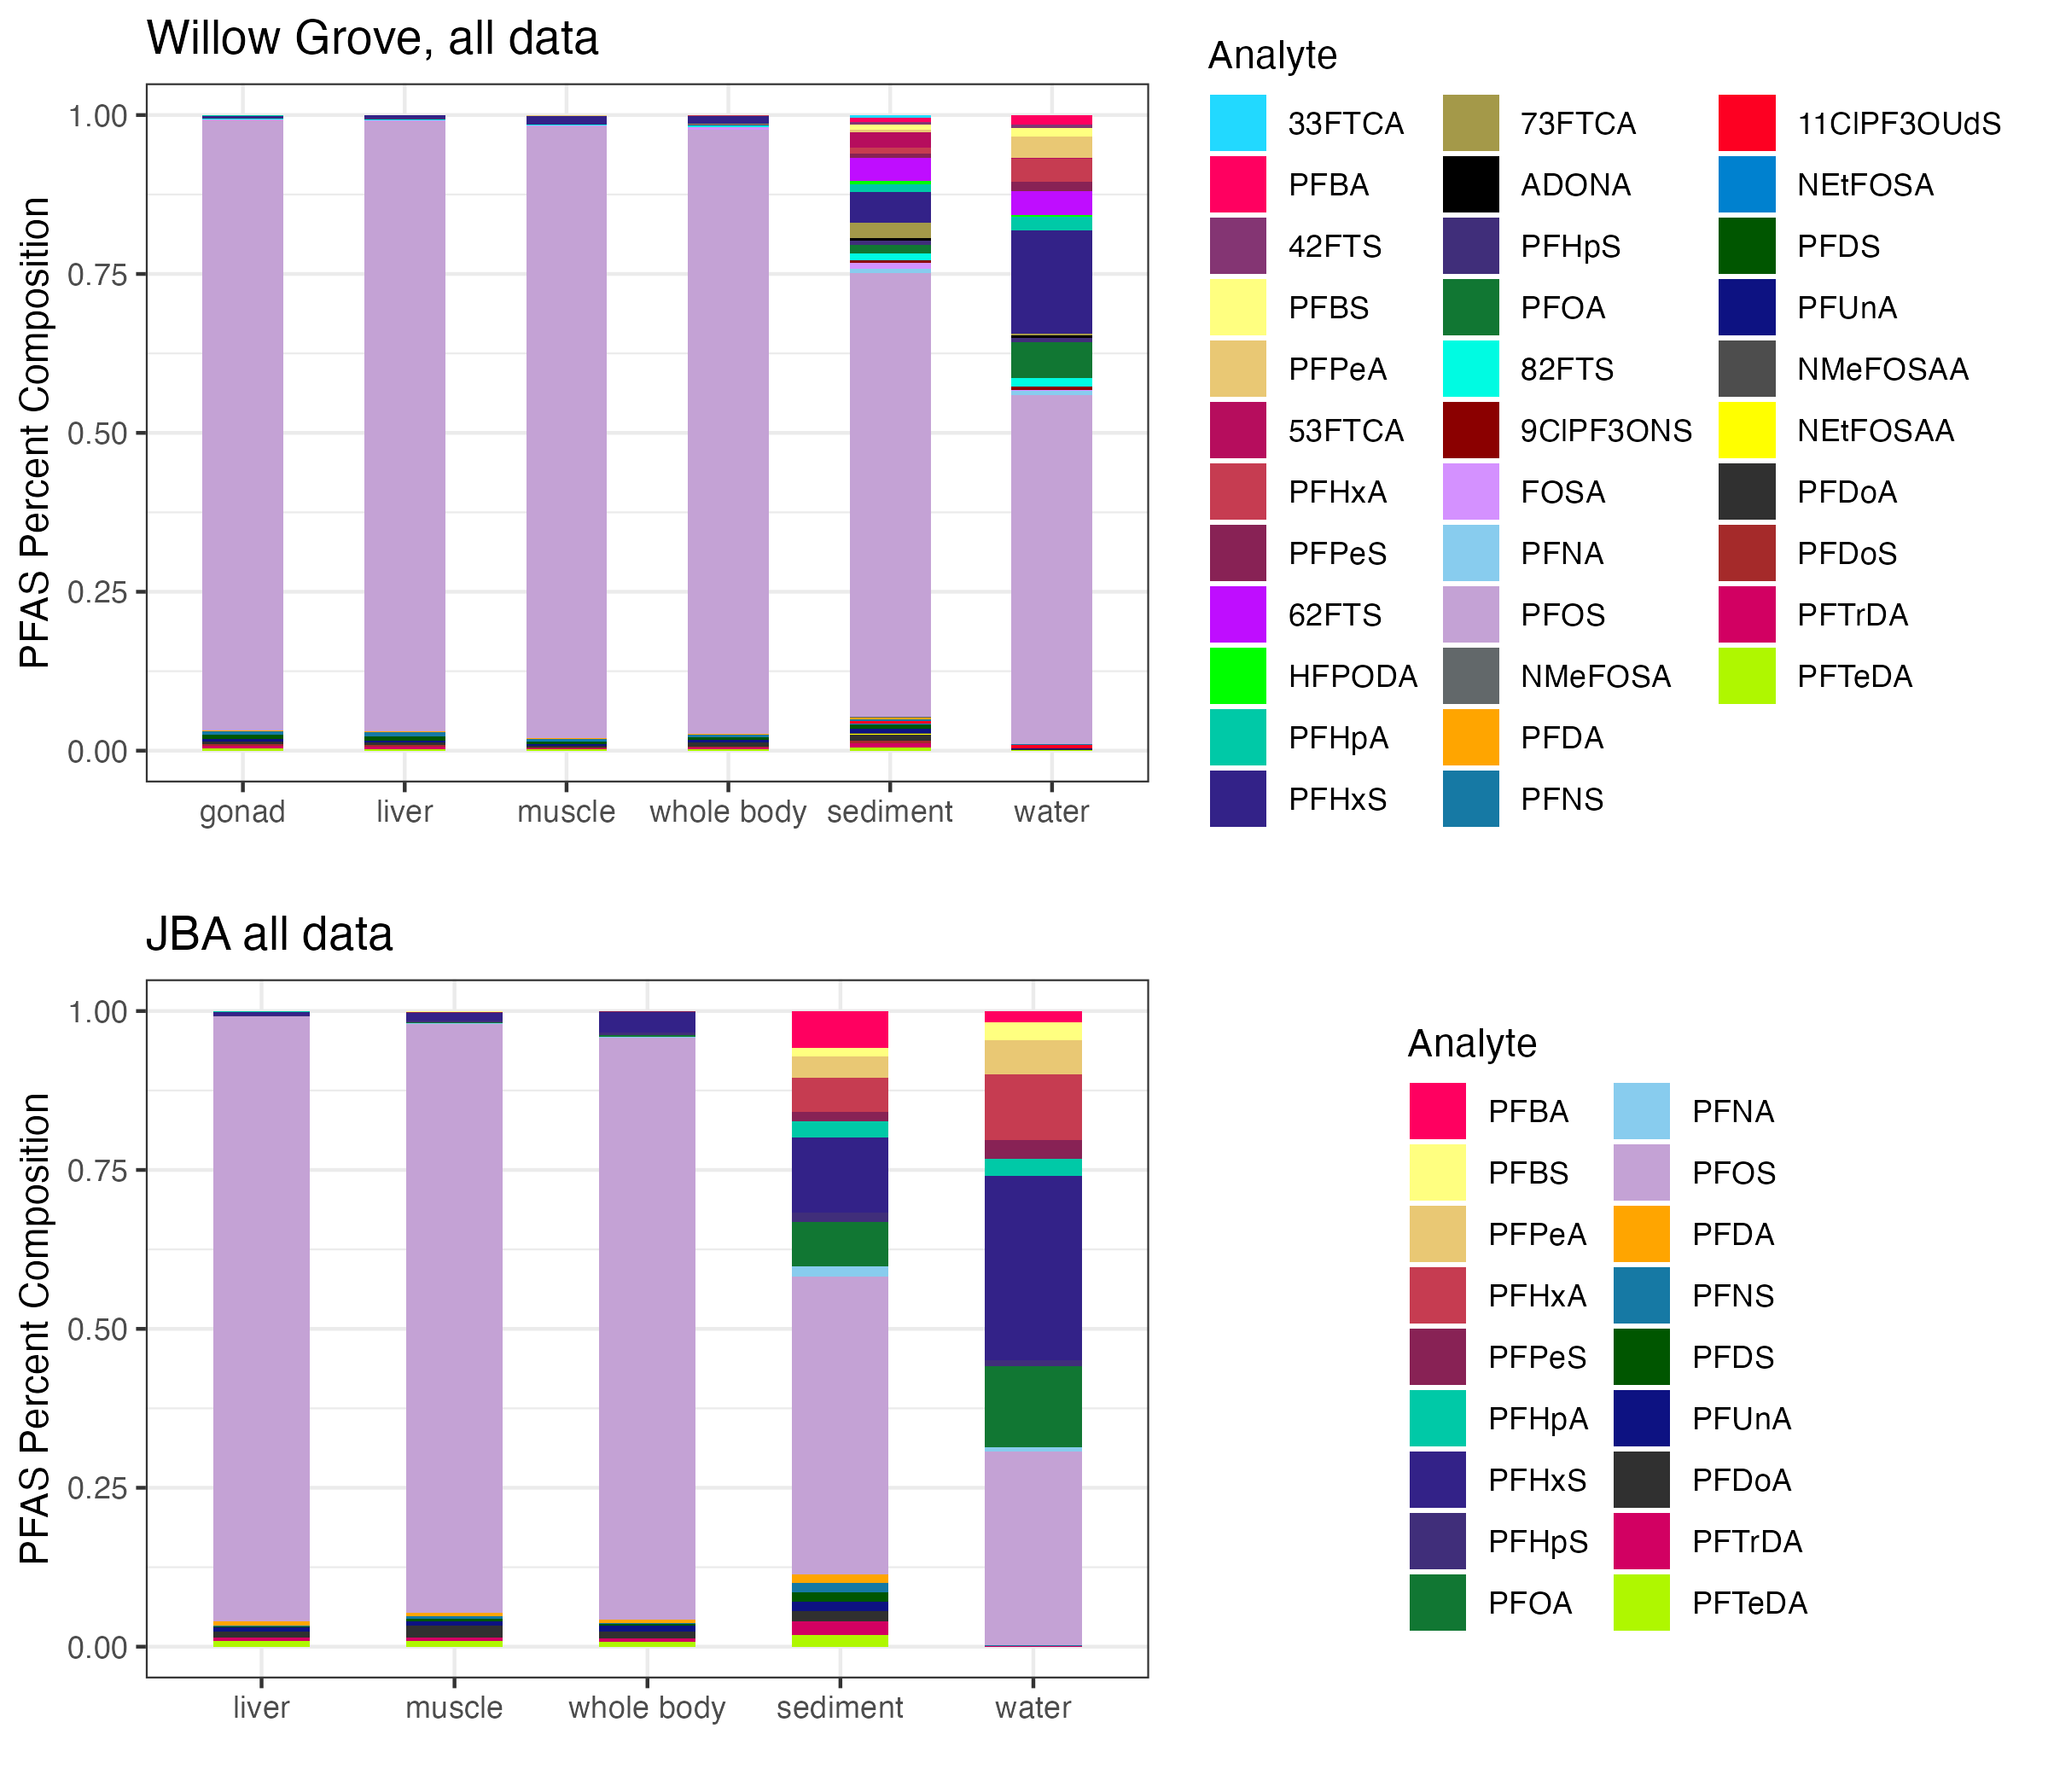 Willow Grove, all data
PFAS Percent Composition
1.00
0.75
0.50
0.25
0.00
gonad liver muscle whole body sediment water
Analyte
33FTCA 73FTCA 11ClPF3OUdS
PFBA ADONA NEtFOSA
42FTS PFHpS PFDS
PFBS PFOA PFUnA
PFPeA 82FTS NMeFOSAA
53FTCA 9ClPF3ONS NEtFOSAA
PFHxA FOSA PFDoA
PFPeS PFNA PFDoS
62FTS PFOS PFTrDA
HFPODA NMeFOSA PFTeDA
PFHpA PFDA
PFHxS PFNS
JBA all data
PFAS Percent Composition
1.00
0.75
0.50
0.25
0.00
liver muscle whole body sediment water
Analyte
PFBA PFNA
PFBS PFOS
PFPeA PFDA
PFHxA PFNS
PFPeS PFDS
PFHpA PFUnA
PFHxS PFDoA
PFHpS PFTrDA
PFOA PFTeDA